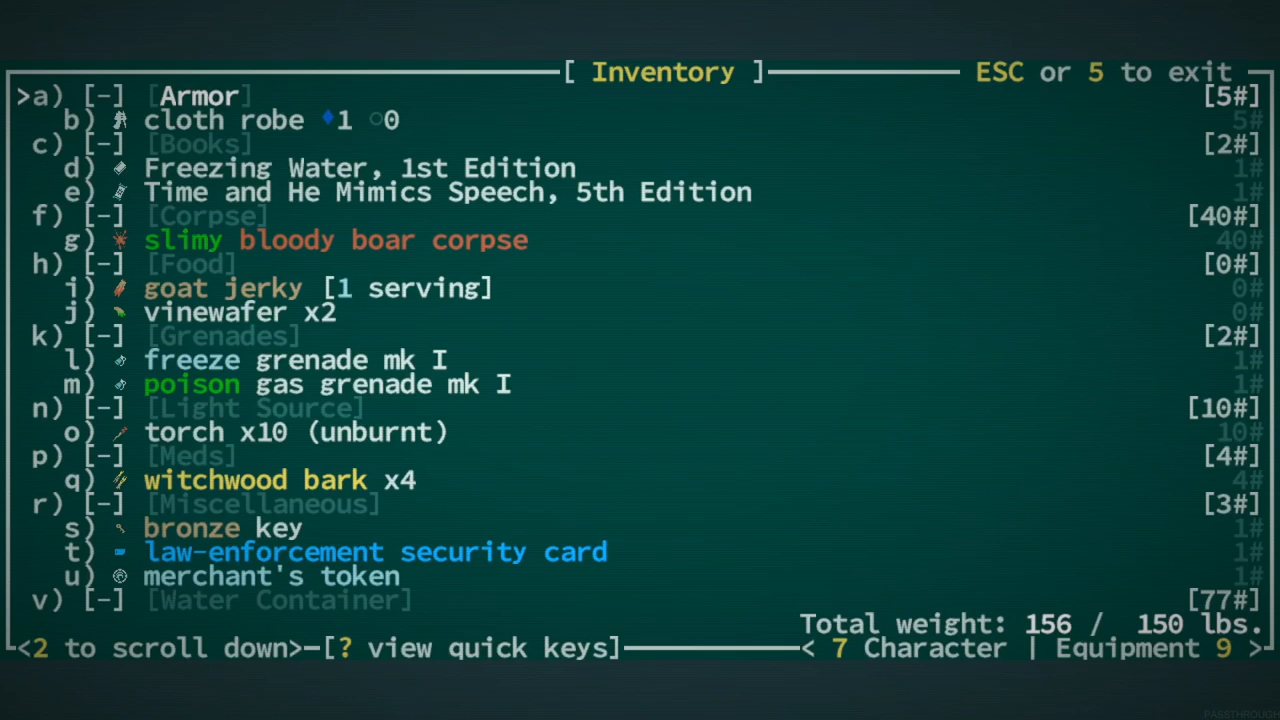 [ Inventory ] ESC or 5 to exit
>a) [-] [Armor] [5#]
b) cloth robe ♦1 ○0 5#
c) [-] [Books] [2#]
d) Freezing Water, 1st Edition 1#
e) Time and He Mimics Speech, 5th Edition 1#
f) [-] [Corpse] [40#]
g) slimy bloody boar corpse 40#
h) [-] [Food] [0#]
i) goat jerky [1 serving] 0#
j) vinewafer x2 0#
k) [-] [Grenades] [2#]
l) freeze grenade mk I 1#
m) poison gas grenade mk I 1#
n) [-] [Light Source] [10#]
o) torch x10 (unburnt) 10#
p) [-] [Meds] [4#]
q) witchwood bark x4 4#
r) [-] [Miscellaneous] [3#]
s) bronze key 1#
t) law-enforcement security card 1#
u) merchant's token 1#
v) [-] [Water Container] [77#]
Total weight: 156 / 150 lbs.
<2 to scroll down> [? view quick keys] < 7 Character | Equipment 9 >